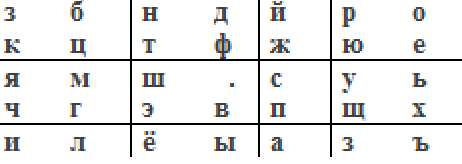 з б н д й р о
к ц т ф ж ю е
я м ш . с у ь
ч г э в п щ х
и л ё ы а з ъ